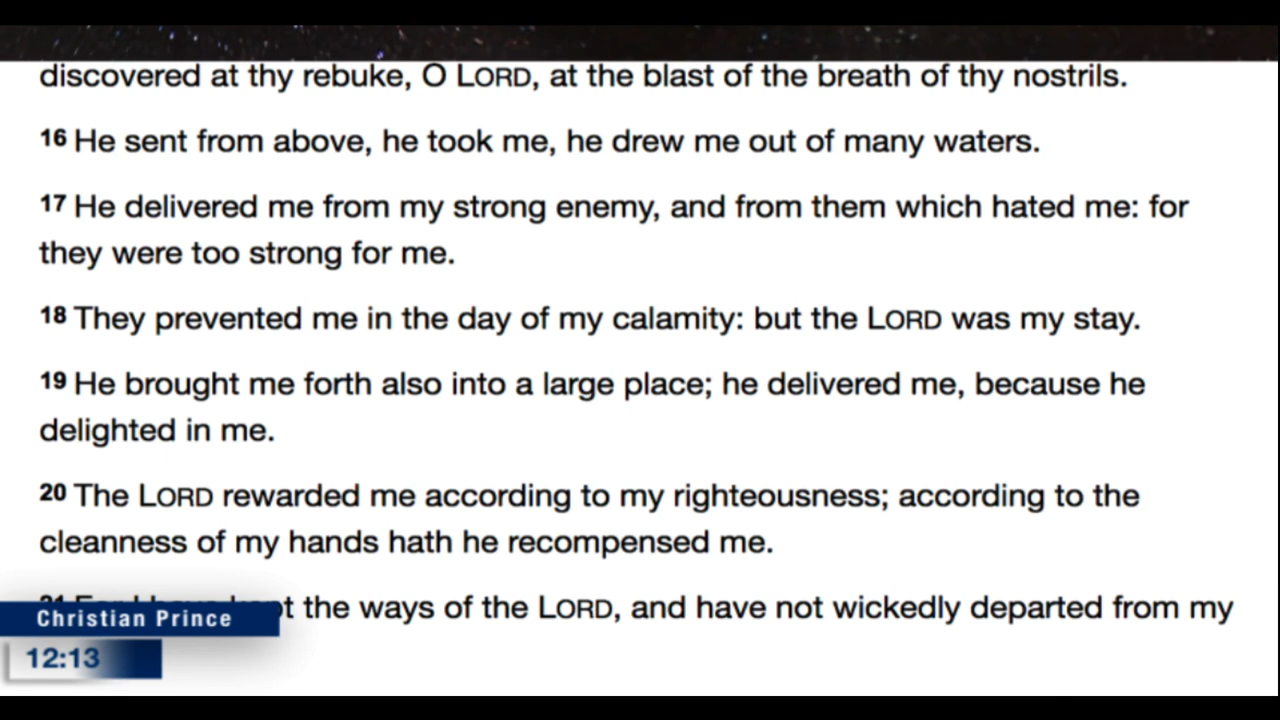 discovered at thy rebuke, O LORD, at the blast of the breath of thy nostrils.
16 He sent from above, he took me, he drew me out of many waters.
17 He delivered me from my strong enemy, and from them which hated me: for
they were too strong for me.
18 They prevented me in the day of my calamity: but the LORD was my stay.
19 He brought me forth also into a large place; he delivered me, because he
delighted in me.
20 The LORD rewarded me according to my righteousness; according to the
cleanness of my hands hath he recompensed me.
the ways of the LORD, and have not wickedly departed from my
Christian Prince
12:13